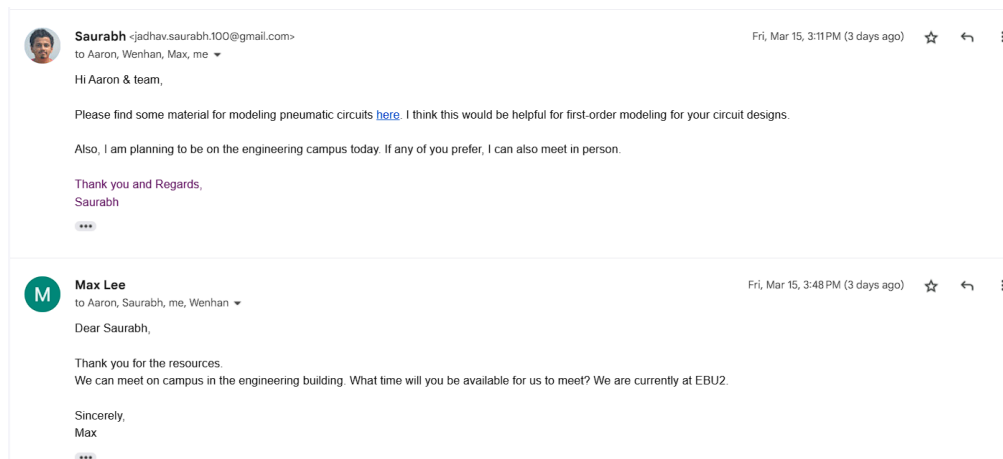 Saurabh <jadhav.saurabh.100@gmail.com> Fri, Mar 15, 3:11 PM (3 days ago)
to Aaron, Wenhan, Max, me
Hi Aaron & team,
Please find some material for modeling pneumatic circuits here. I think this would be helpful for first-order modeling for your circuit designs.
Also, I am planning to be on the engineering campus today. If any of you prefer, I can also meet in person.
Thank you and Regards,
Saurabh
M
Max Lee Fri, Mar 15, 3:48 PM (3 days ago)
to Aaron, Saurabh, me, Wenhan
Dear Saurabh,
Thank you for the resources.
We can meet on campus in the engineering building. What time will you be available for us to meet? We are currently at EBU2.
Sincerely,
Max